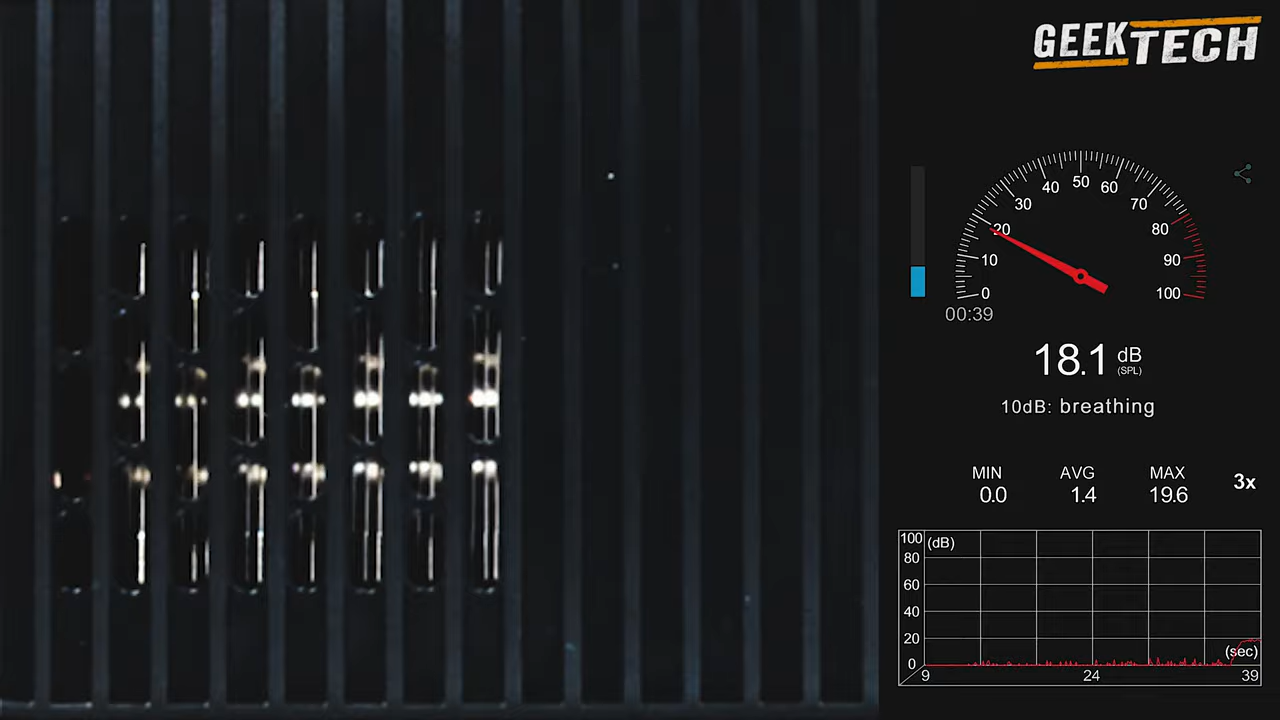 GEEKTECH
0 10 20 30 40 50 60 70 80 90 100
00:39
18.1 dB
(SPL)
10dB: breathing
MIN AVG MAX
0.0 1.4 19.6
3x
100 (dB)
80
60
40
20
(sec)
0
9 24 39